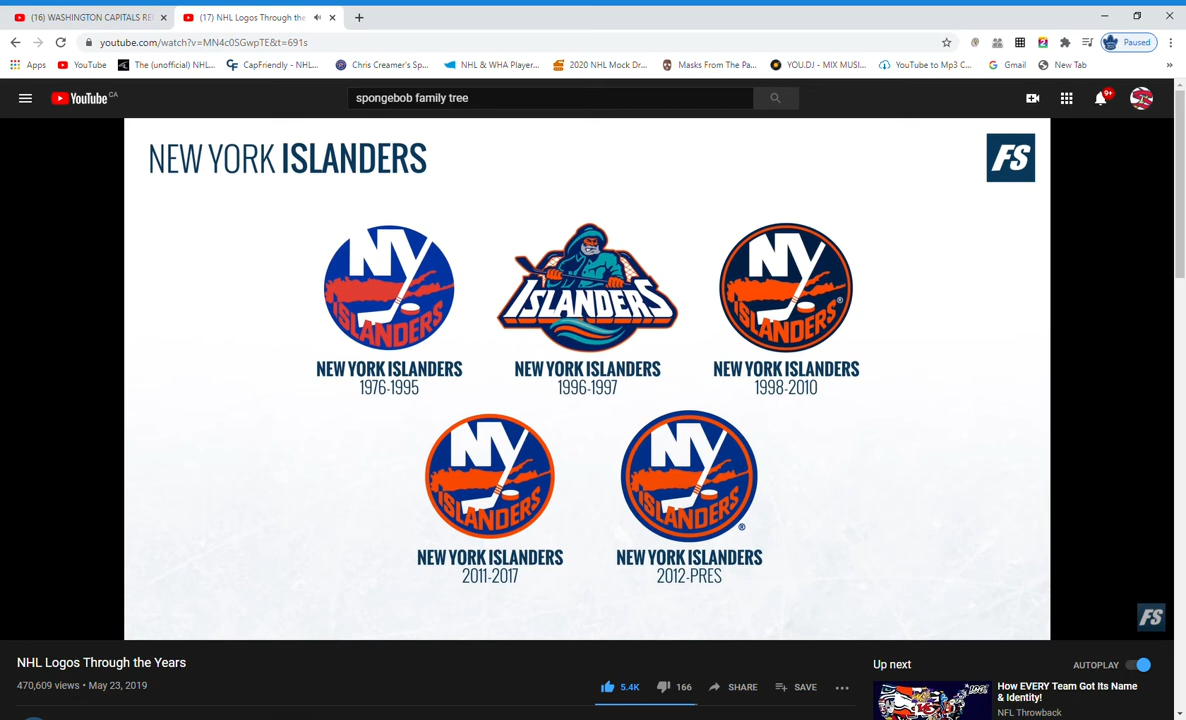 (16) WASHINGTON CAPITALS RE
(17) NHL Logos Through the
youtube.com/watch?v=MN4c0SGwpTE&t=691s
Paused
Apps
YouTube
The (unofficial) NHL...
CapFriendly - NHL...
Chris Creamer's Sp...
NHL & WHA Player...
2020 NHL Mock Dr...
Masks From The Pa...
YOU.DJ - MIX MUSI...
YouTube to Mp3 C...
Gmail
New Tab
YouTube CA
spongebob family tree
9+
NEW YORK ISLANDERS
FS
NY
ISLANDERS
NEW YORK ISLANDERS
1976-1995
ISLANDERS
NEW YORK ISLANDERS
1996-1997
NY
ISLANDERS
®
NEW YORK ISLANDERS
1998-2010
NY
ISLANDERS
NEW YORK ISLANDERS
2011-2017
NY
ISLANDERS
®
NEW YORK ISLANDERS
2012-PRES
FS
NHL Logos Through the Years
470,609 views • May 23, 2019
5.4K
166
SHARE
SAVE
Up next
AUTOPLAY
How EVERY Team Got Its Name
& Identity!
NHL Throwback